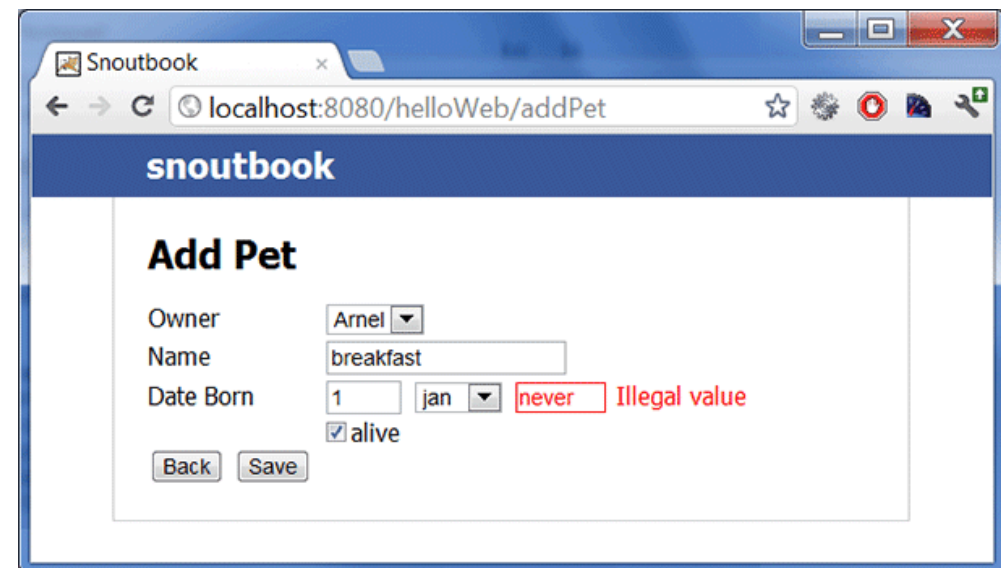 Snoutbook
localhost:8080/helloWeb/addPet
snoutbook
Add Pet
Owner Arnel
Name breakfast
Date Born 1 jan never Illegal value
alive
Back Save